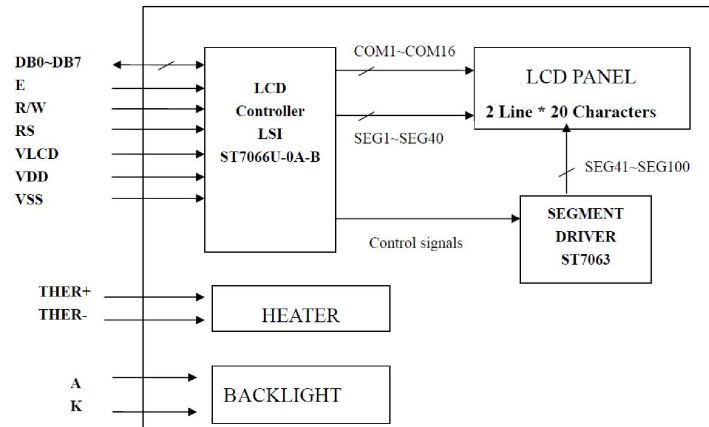 DB0~DB7
E
R/W
RS
VLCD
VDD
VSS
LCD
Controller
LSI
ST7066U-0A-B
COM1~COM16
SEG1~SEG40
LCD PANEL
2 Line * 20 Characters
SEG41~SEG100
Control signals
SEGMENT
DRIVER
ST7063
THER+
THER-
HEATER
A
K
BACKLIGHT